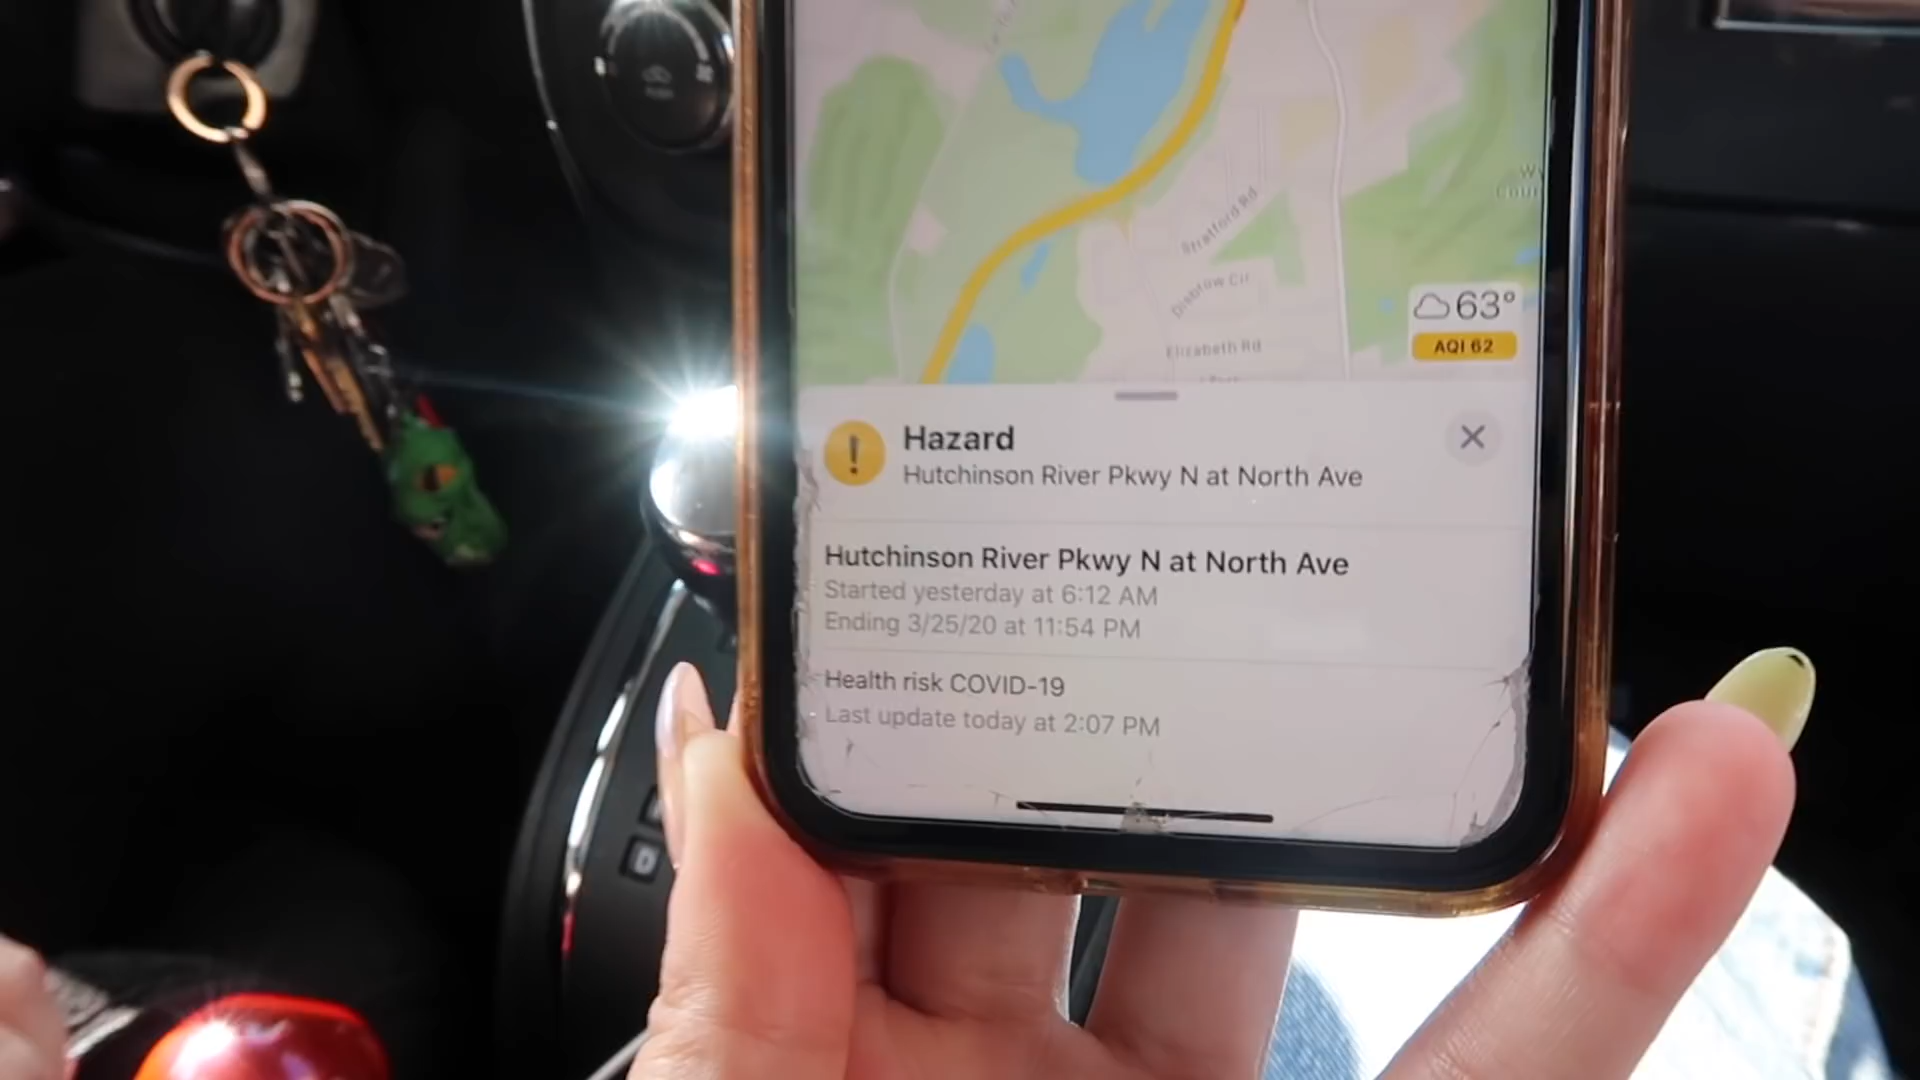 Stratford Rd
Disbrow Cir
Elizabeth Rd
63°
AQI 62
Hazard
Hutchinson River Pkwy N at North Ave
Hutchinson River Pkwy N at North Ave
Started yesterday at 6:12 AM
Ending 3/25/20 at 11:54 PM
Health risk COVID-19
Last update today at 2:07 PM
D